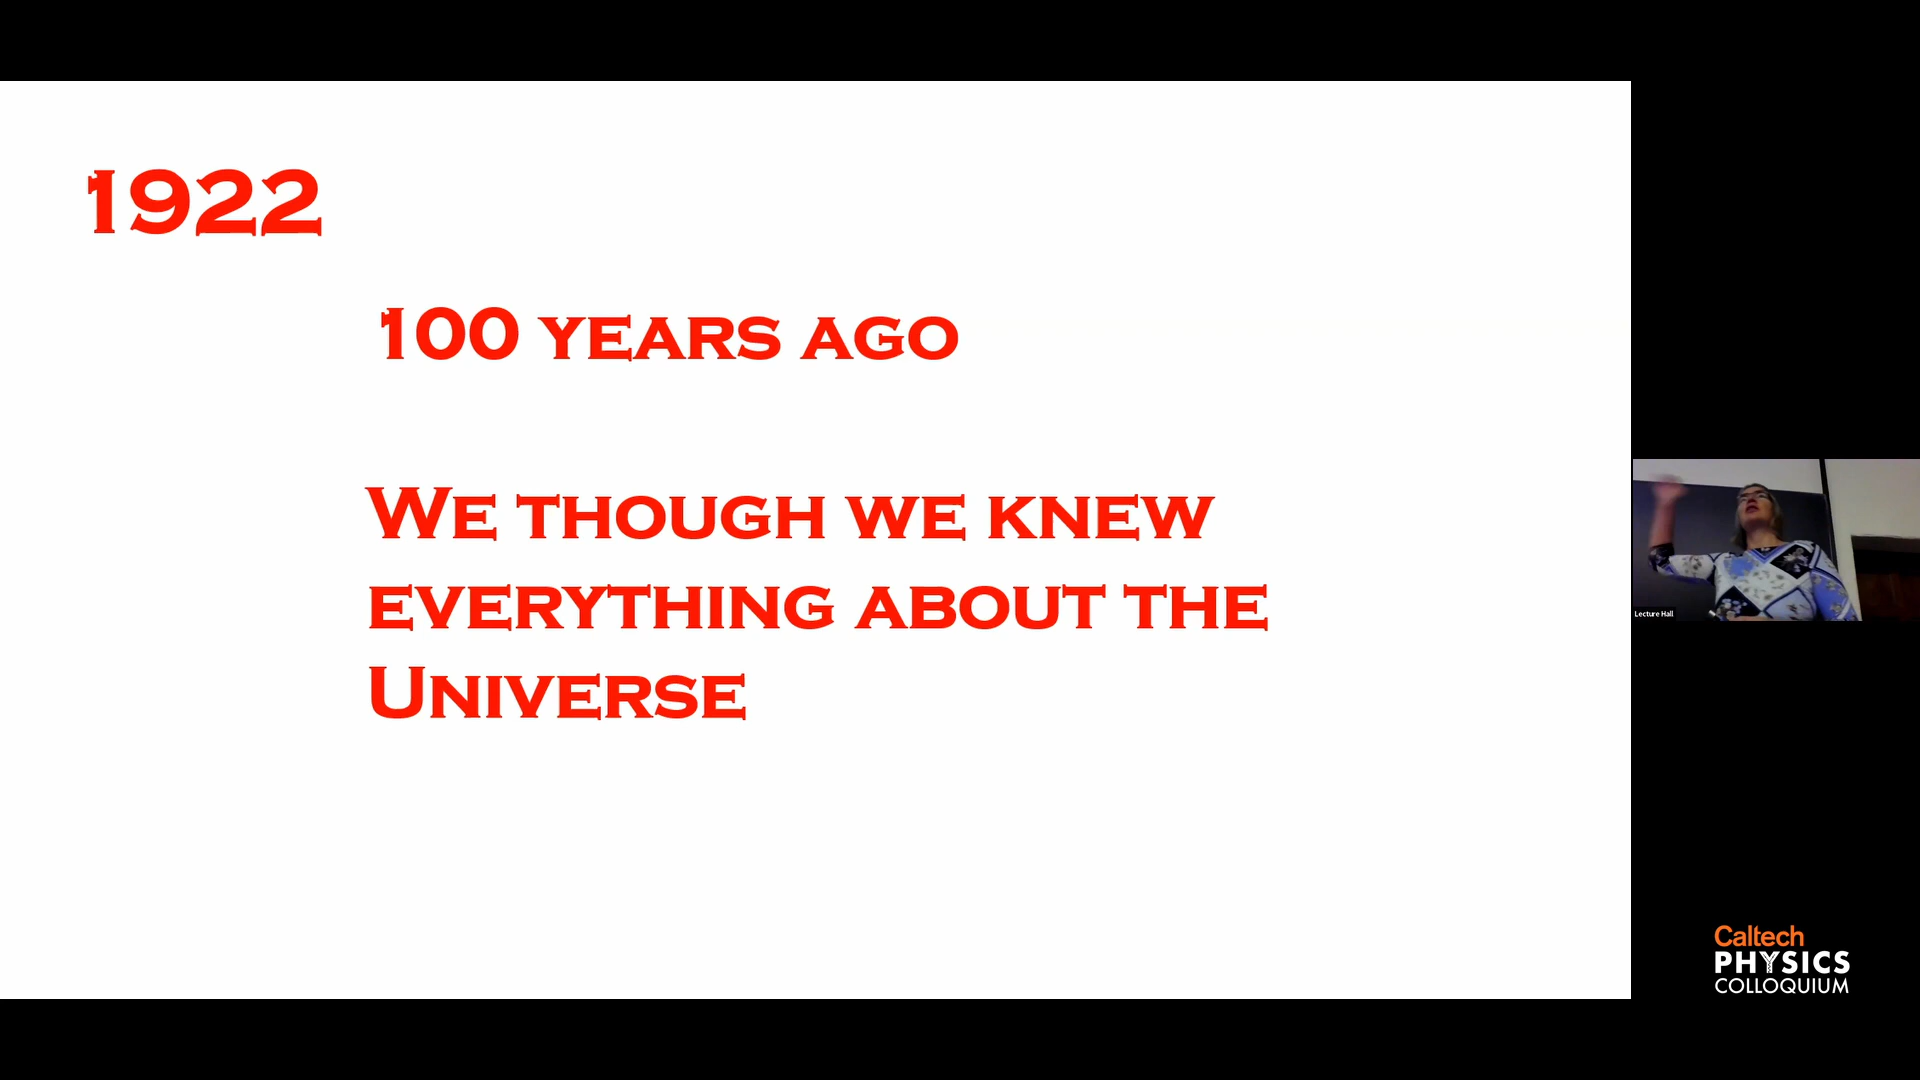 1922
100 YEARS AGO
WE THOUGH WE KNEW
EVERYTHING ABOUT THE
UNIVERSE
Lecture Hall
Caltech
PHYSICS
COLLOQUIUM